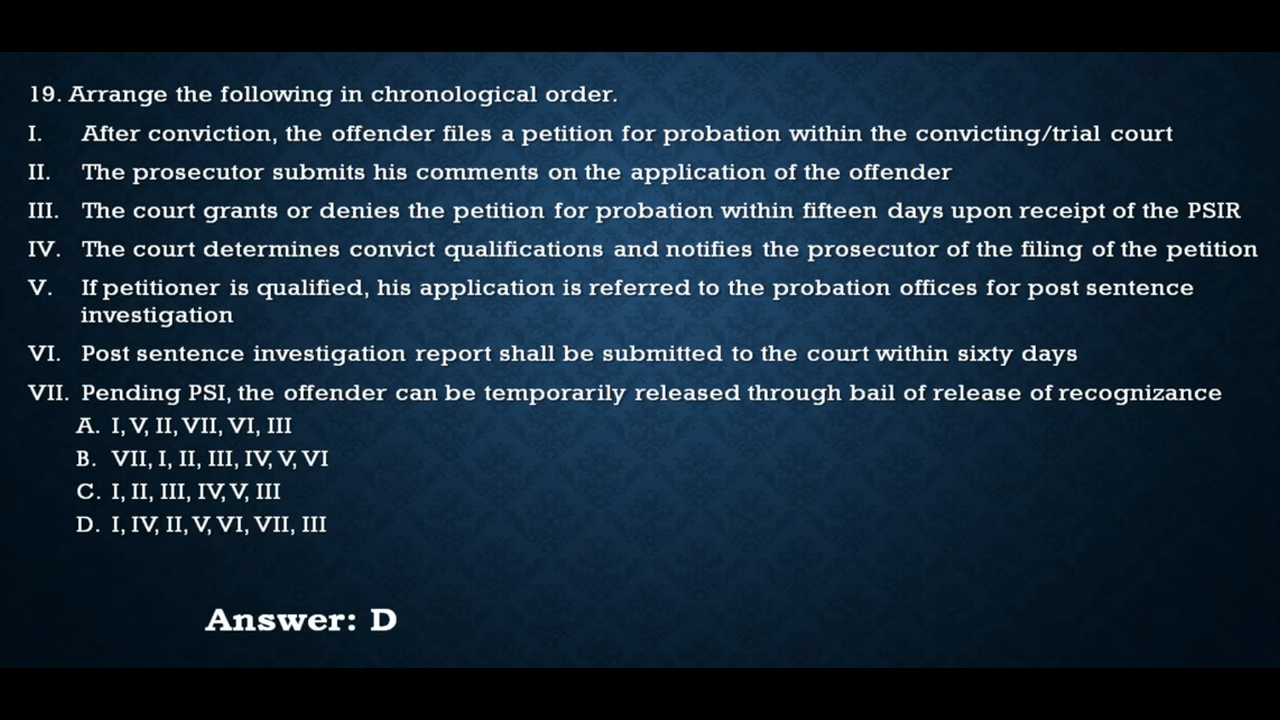 19. Arrange the following in chronological order.
I. After conviction, the offender files a petition for probation within the convicting/trial court
II. The prosecutor submits his comments on the application of the offender
III. The court grants or denies the petition for probation within fifteen days upon receipt of the PSIR
IV. The court determines convict qualifications and notifies the prosecutor of the filing of the petition
V. If petitioner is qualified, his application is referred to the probation offices for post sentence
investigation
VI. Post sentence investigation report shall be submitted to the court within sixty days
VII. Pending PSI, the offender can be temporarily released through bail of release of recognizance
A. I, V, II, VII, VI, III
B. VII, I, II, III, IV, V, VI
C. I, II, III, IV, V, III
D. I, IV, II, V, VI, VII, III
Answer: D